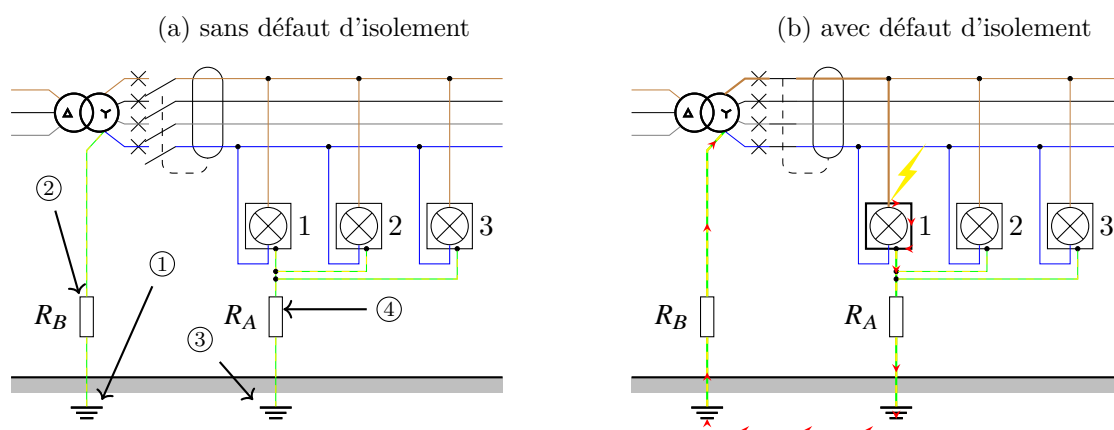 (a) sans défaut d'isolement
1
2
3
②
①
R_B
R_A
④
③
(b) avec défaut d'isolement
1
2
3
R_B
R_A